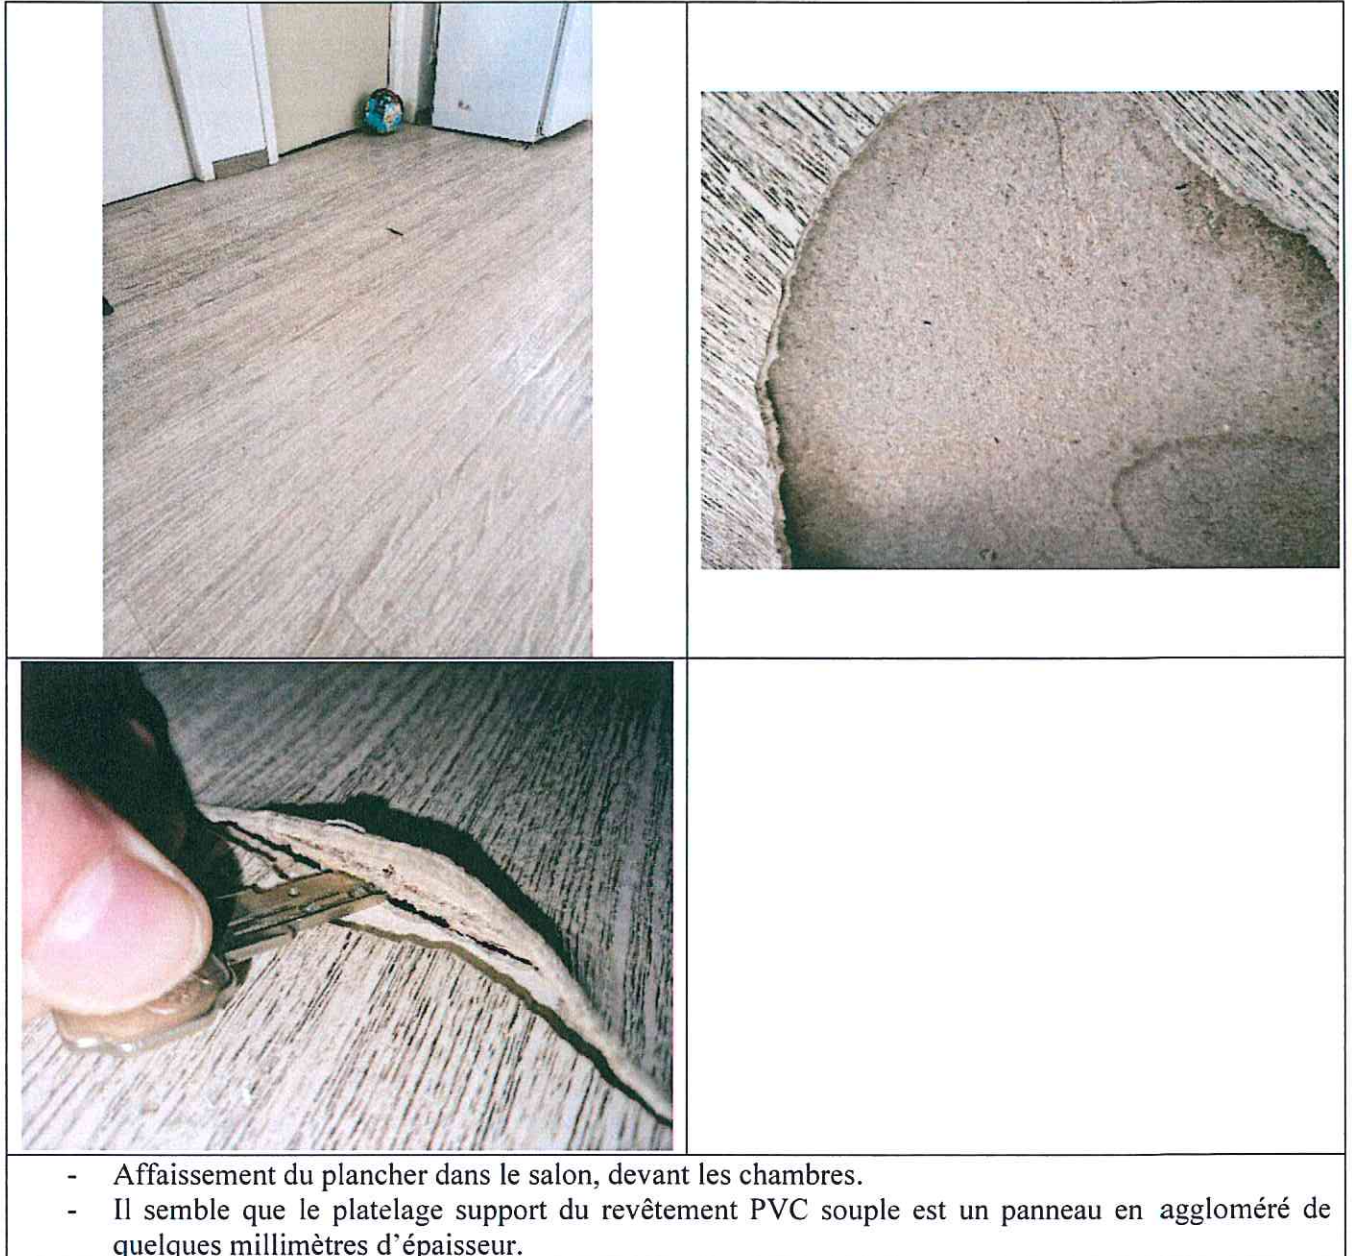 - Affaissement du plancher dans le salon, devant les chambres.
- Il semble que le platelage support du revêtement PVC souple est un panneau en aggloméré de
quelques millimètres d'épaisseur.